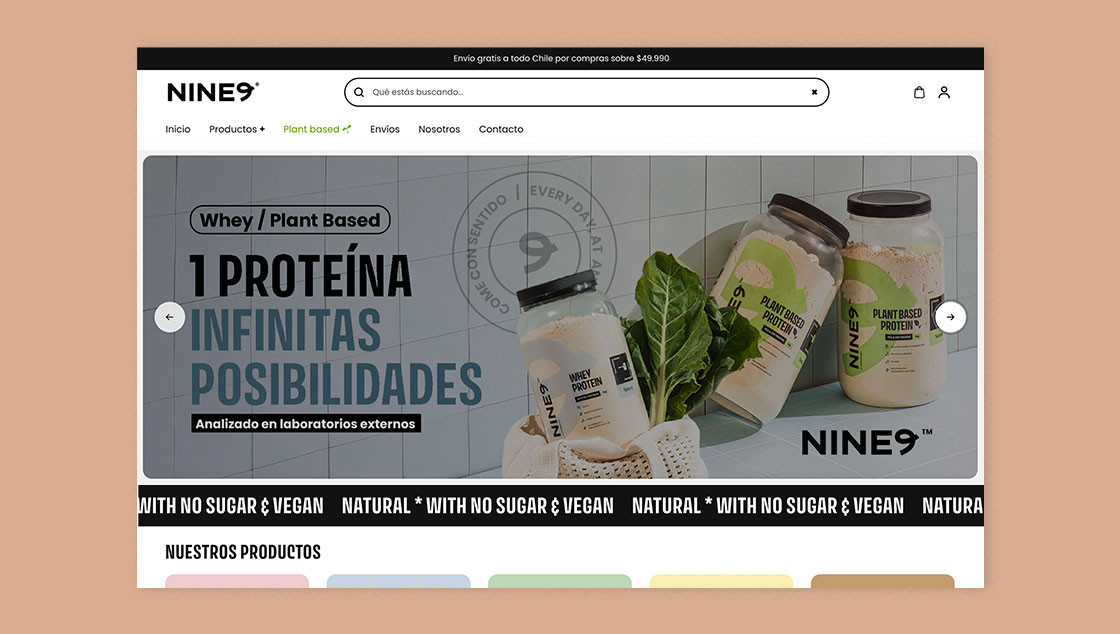 Envío gratis a todo Chile por compras sobre $49.990
NINE9®
Qué estás buscando...
Inicio
Productos +
Plant based
Envíos
Nosotros
Contacto
Whey / Plant Based
1 PROTEÍNA
INFINITAS
POSIBILIDADES
Analizado en laboratorios externos
COME CON SENTIDO | EVERY DAY, AT
WHEY
PROTEIN
NINE
PLANT BASED
PROTEIN
NINE9
PLANT BASED
PROTEIN
NINE9™
WITH NO SUGAR & VEGAN NATURAL * WITH NO SUGAR & VEGAN NATURAL * WITH NO SUGAR & VEGAN NATURA
NUESTROS PRODUCTOS